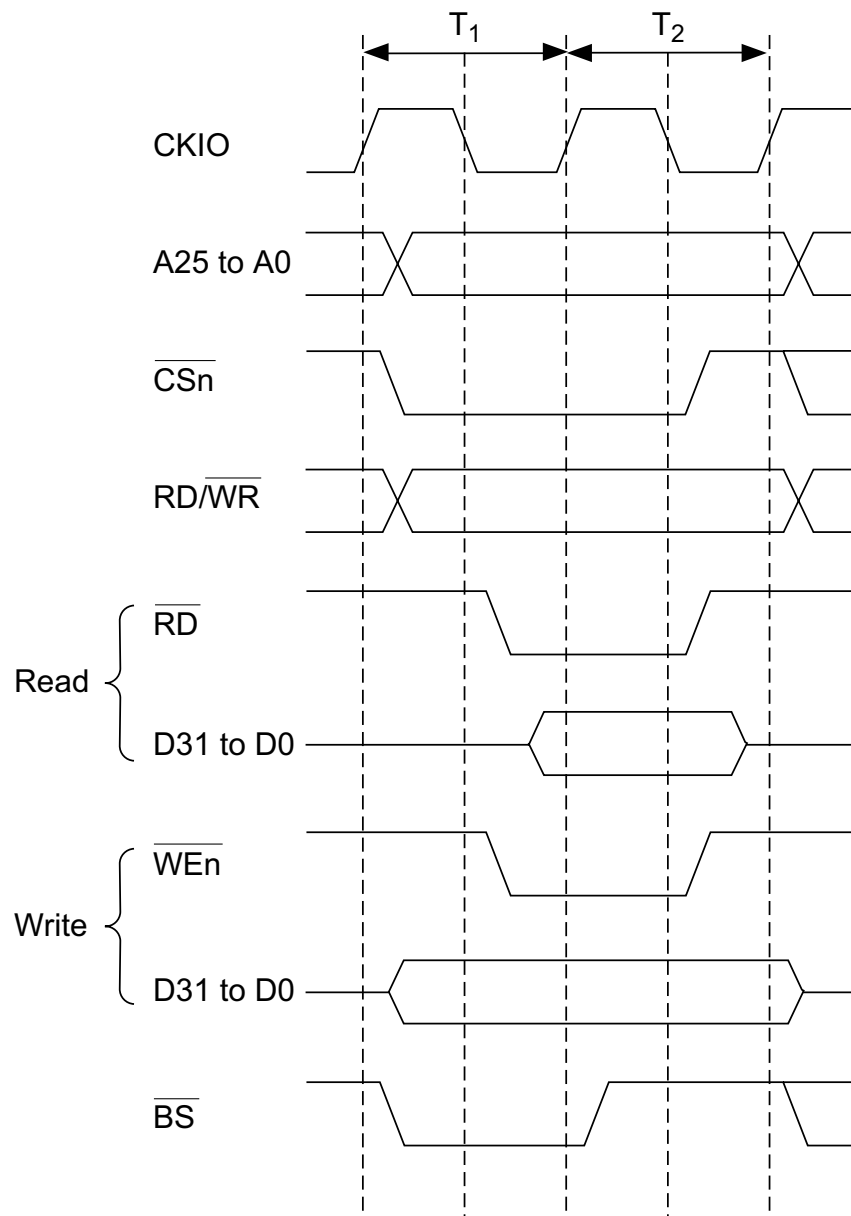 T1 T2
CKIO
A25 to A0
CSn
RD/WR
RD
Read
D31 to D0
WEn
Write
D31 to D0
BS